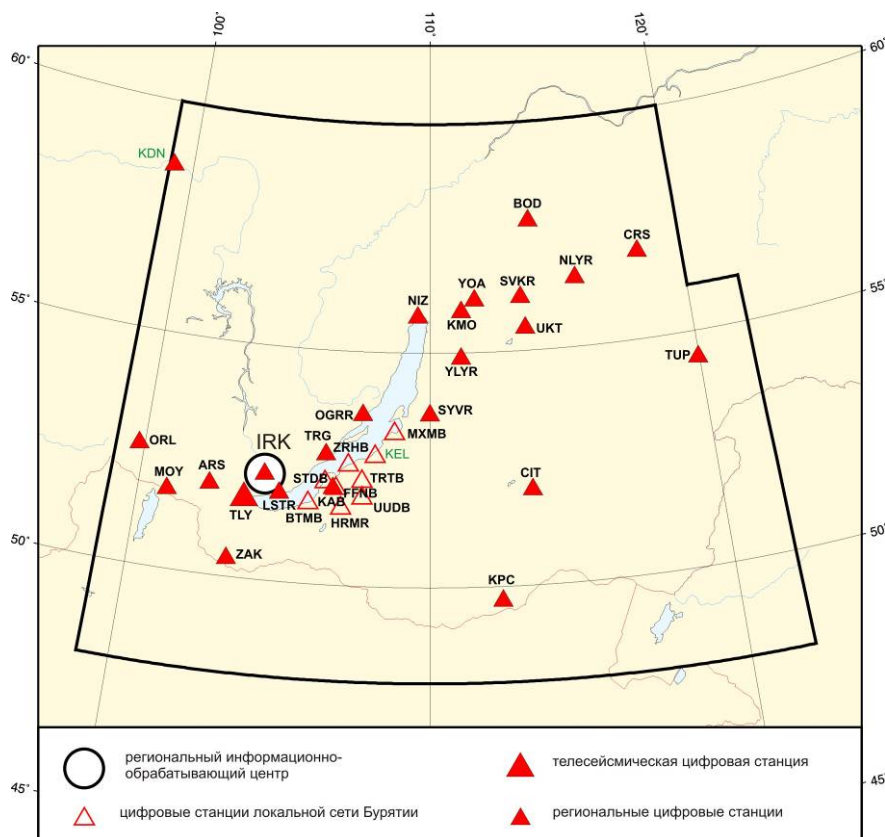 100°
110°
120°
60°
60°
KDN
BOD
CRS
NLYR
YOA
SVKR
NIZ
KMO
UKT
55°
55°
TUP
YLYR
OGRR
SYVR
MXMB
ORL
IRK
TRG
ZRHB
KEL
MOY
ARS
STDB
TRTB
CIT
TLY
LSTR
KAB
FFNB
UUDB
BTMB
HRMR
50°
50°
ZAK
KPC
45°
45°
региональный информационно-
обрабатывающий центр
телесейсмическая цифровая станция
цифровые станции локальной сети Бурятии
региональные цифровые станции